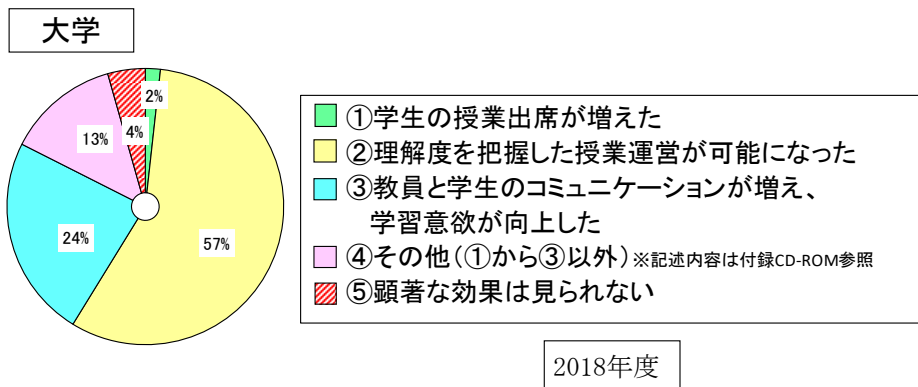 大学
2%
4%
13%
24%
57%
①学生の授業出席が増えた
②理解度を把握した授業運営が可能になった
③教員と学生のコミュニケーションが増え、
学習意欲が向上した
④その他(①から③以外)※記述内容は付録CD-ROM参照
⑤顕著な効果は見られない
2018年度